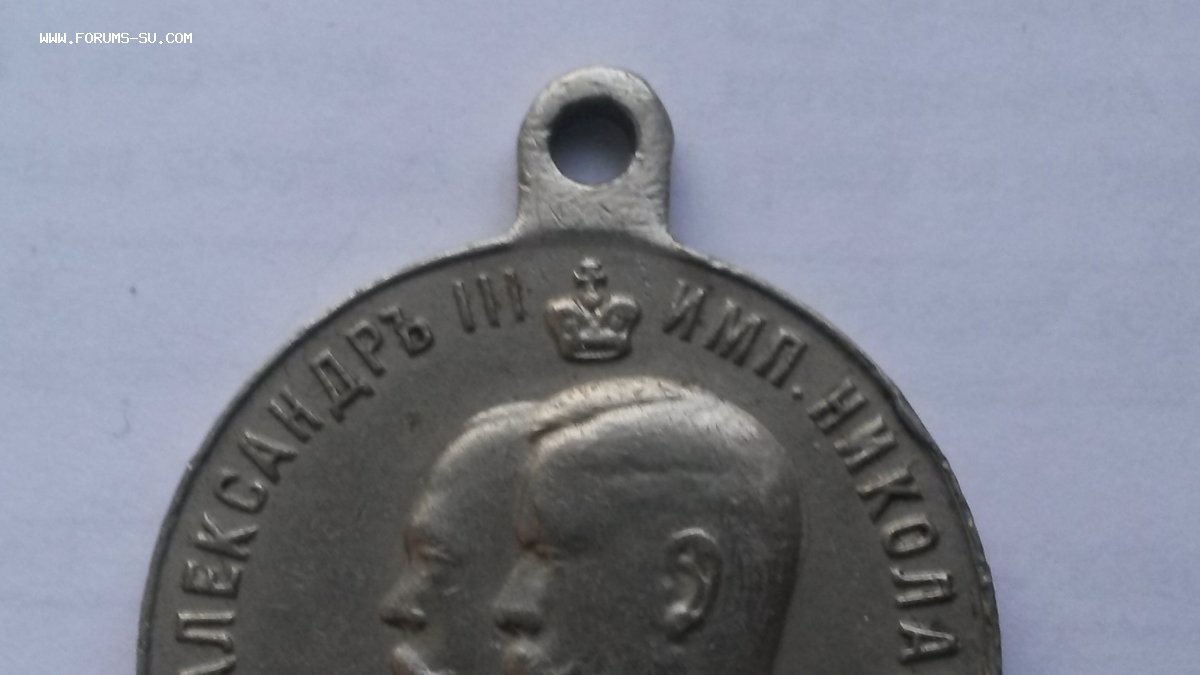 WWW.FORUMS-SU.COM
АЛЕКСАНДРЪ III ИМП. НИКОЛА